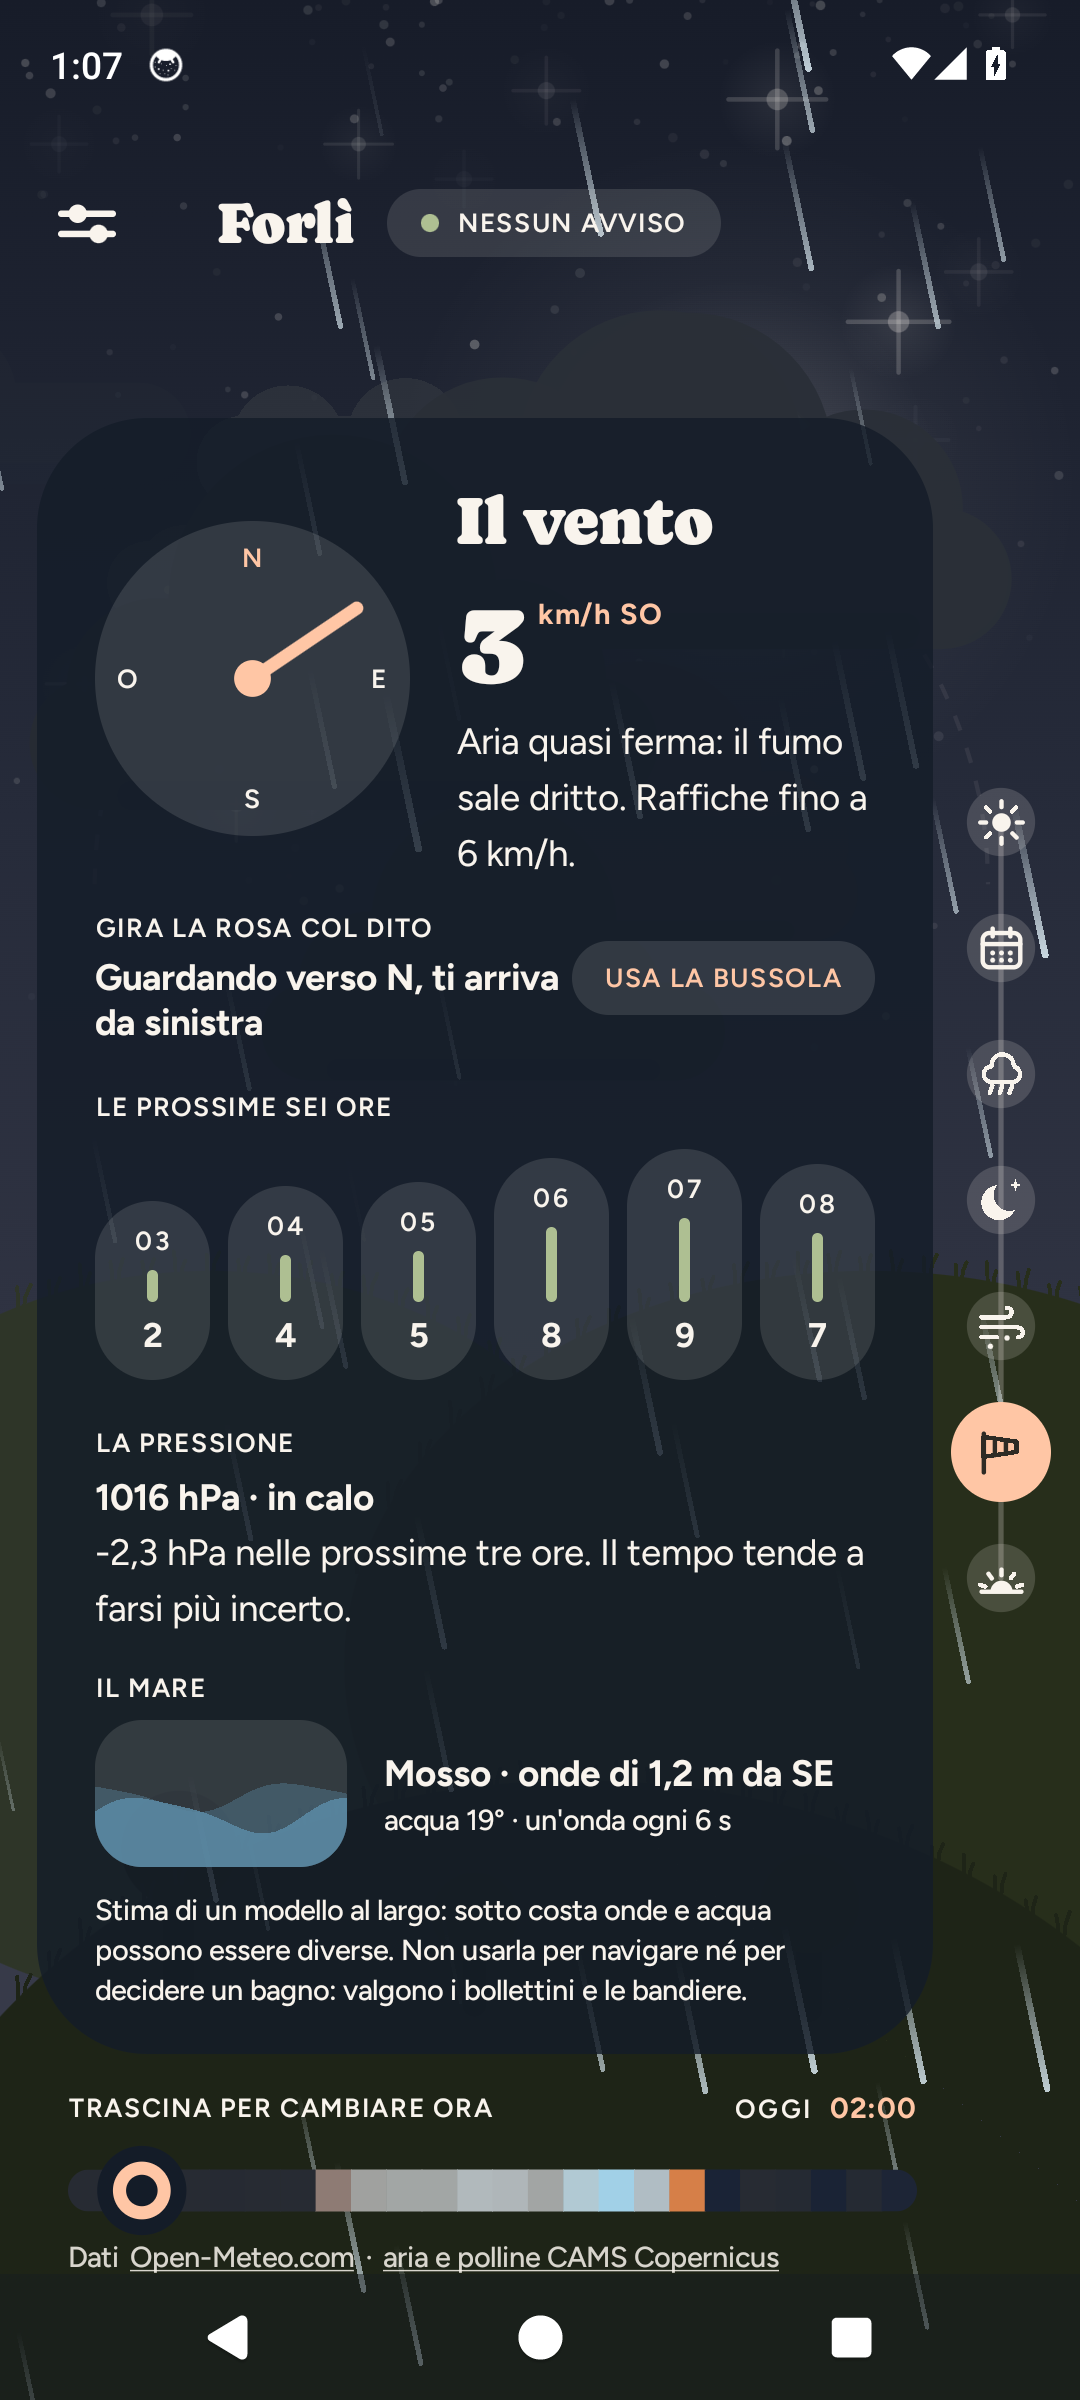 1:07
Forlì
NESSUN AVVISO
Il vento
3 km/h SO
Aria quasi ferma: il fumo
sale dritto. Raffiche fino a
6 km/h.
N
O
E
S
GIRA LA ROSA COL DITO
Guardando verso N, ti arriva
da sinistra
USA LA BUSSOLA
LE PROSSIME SEI ORE
03 04 05 06 07 08
2 4 5 8 9 7
LA PRESSIONE
1016 hPa · in calo
-2,3 hPa nelle prossime tre ore. Il tempo tende a
farsi più incerto.
IL MARE
Mosso · onde di 1,2 m da SE
acqua 19° · un'onda ogni 6 s
Stima di un modello al largo: sotto costa onde e acqua
possono essere diverse. Non usarla per navigare né per
decidere un bagno: valgono i bollettini e le bandiere.
TRASCINA PER CAMBIARE ORA
OGGI 02:00
Dati Open-Meteo.com · aria e polline CAMS Copernicus